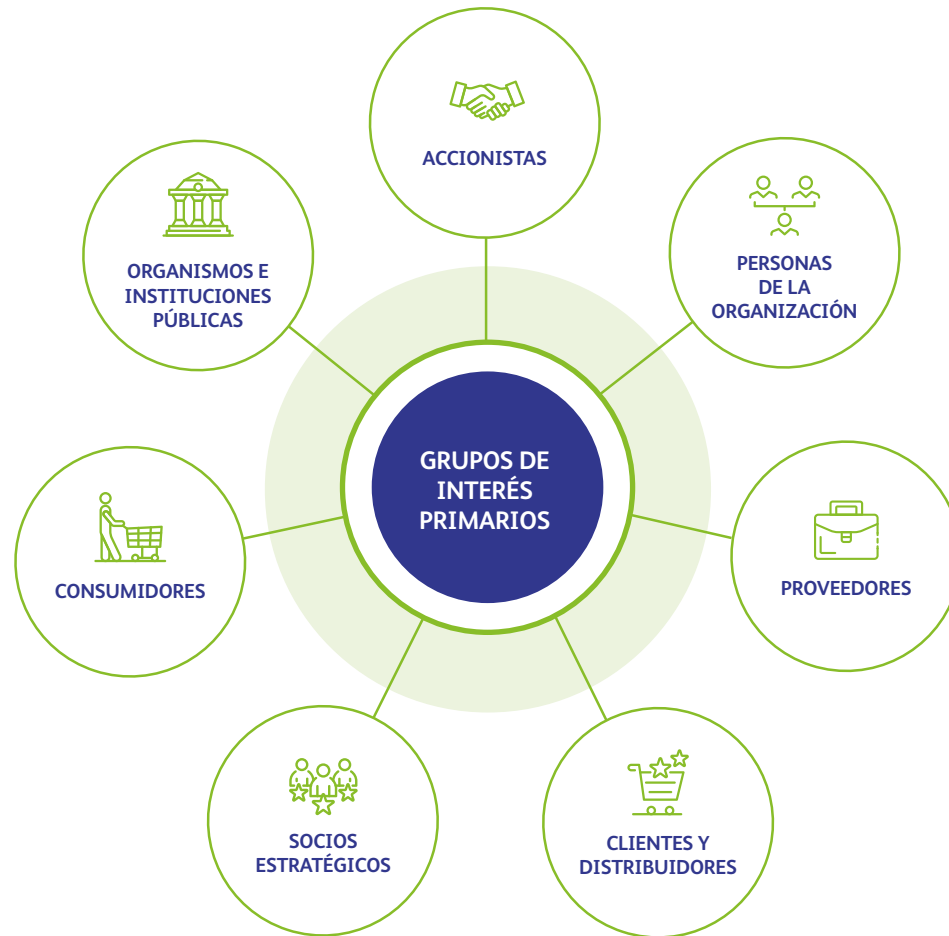 ACCIONISTAS
PERSONAS
DE LA
ORGANIZACIÓN
PROVEEDORES
CLIENTES Y
DISTRIBUIDORES
SOCIOS
ESTRATÉGICOS
CONSUMIDORES
ORGANISMOS E
INSTITUCIONES
PÚBLICAS
GRUPOS DE
INTERÉS
PRIMARIOS